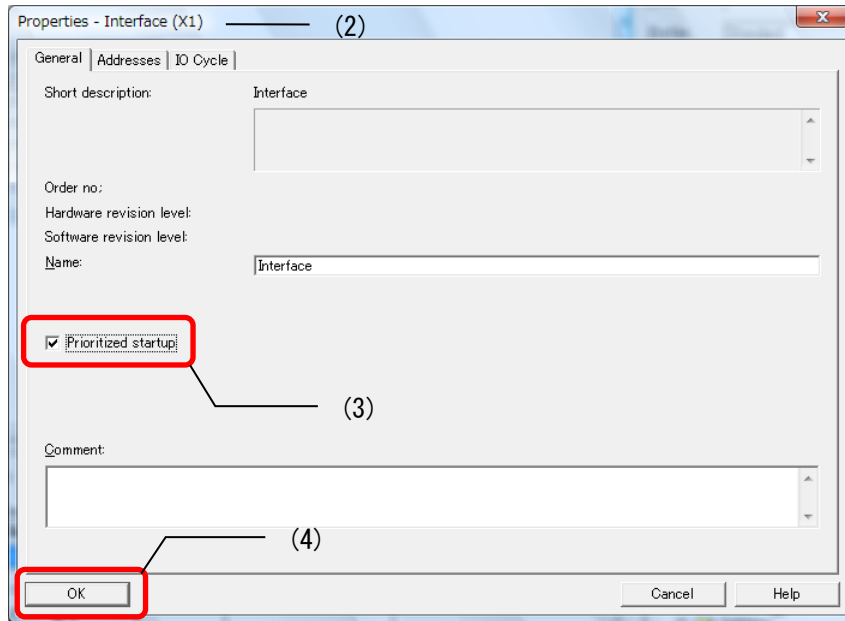 Properties - Interface (X1) (2)
General Addresses IO Cycle
Short description: Interface
Order no.:
Hardware revision level:
Software revision level:
Name: Interface
Prioritized startup
(3)
Comment:
(4)
OK Cancel Help